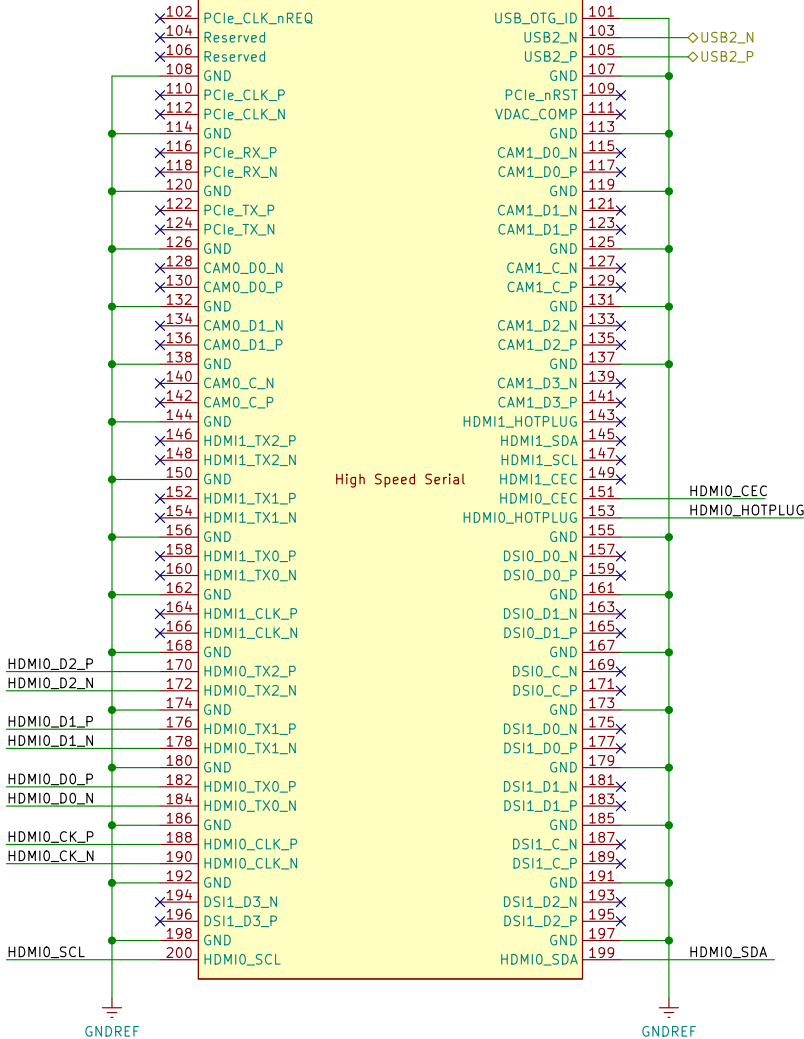 102 PCIe_CLK_nREQ USB_OTG_ID 101
104 Reserved USB2_N 103 USB2_N
106 Reserved USB2_P 105 USB2_P
108 GND GND 107
110 PCIe_CLK_P PCIe_nRST 109
112 PCIe_CLK_N VDAC_COMP 111
114 GND GND 113
116 PCIe_RX_P CAM1_D0_N 115
118 PCIe_RX_N CAM1_D0_P 117
120 GND GND 119
122 PCIe_TX_P CAM1_D1_N 121
124 PCIe_TX_N CAM1_D1_P 123
126 GND GND 125
128 CAM0_D0_N CAM1_C_N 127
130 CAM0_D0_P CAM1_C_P 129
132 GND GND 131
134 CAM0_D1_N CAM1_D2_N 133
136 CAM0_D1_P CAM1_D2_P 135
138 GND GND 137
140 CAM0_C_N CAM1_D3_N 139
142 CAM0_C_P CAM1_D3_P 141
144 GND HDMI1_HOTPLUG 143
146 HDMI1_TX2_P HDMI1_SDA 145
148 HDMI1_TX2_N HDMI1_SCL 147
150 GND High Speed Serial HDMI1_CEC 149
152 HDMI1_TX1_P HDMI0_CEC 151 HDMI0_CEC
154 HDMI1_TX1_N HDMI0_HOTPLUG 153 HDMI0_HOTPLUG
156 GND GND 155
158 HDMI1_TX0_P DSI0_D0_N 157
160 HDMI1_TX0_N DSI0_D0_P 159
162 GND GND 161
164 HDMI1_CLK_P DSI0_D1_N 163
166 HDMI1_CLK_N DSI0_D1_P 165
168 GND GND 167
HDMI0_D2_P 170 HDMI0_TX2_P DSI0_C_N 169
HDMI0_D2_N 172 HDMI0_TX2_N DSI0_C_P 171
174 GND GND 173
HDMI0_D1_P 176 HDMI0_TX1_P DSI1_D0_N 175
HDMI0_D1_N 178 HDMI0_TX1_N DSI1_D0_P 177
180 GND GND 179
HDMI0_D0_P 182 HDMI0_TX0_P DSI1_D1_N 181
HDMI0_D0_N 184 HDMI0_TX0_N DSI1_D1_P 183
186 GND GND 185
HDMI0_CK_P 188 HDMI0_CLK_P DSI1_C_N 187
HDMI0_CK_N 190 HDMI0_CLK_N DSI1_C_P 189
192 GND GND 191
194 DSI1_D3_N DSI1_D2_N 193
196 DSI1_D3_P DSI1_D2_P 195
198 GND GND 197
HDMI0_SCL 200 HDMI0_SCL HDMI0_SDA 199 HDMI0_SDA
GNDREF GNDREF